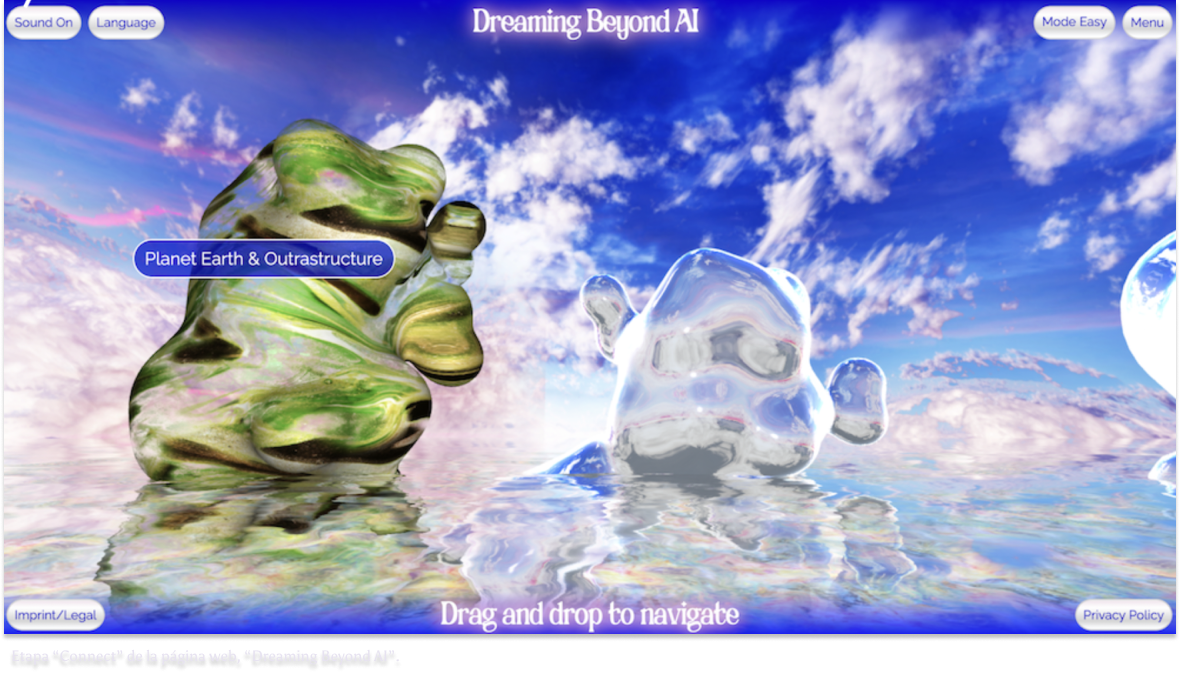 Sound On
Language
Dreaming Beyond AI
Mode Easy
Menu
Planet Earth & Outrastructure
Imprint/Legal
Drag and drop to navigate
Privacy Policy
Etapa "Connect" de la página web, "Dreaming Beyond AI".